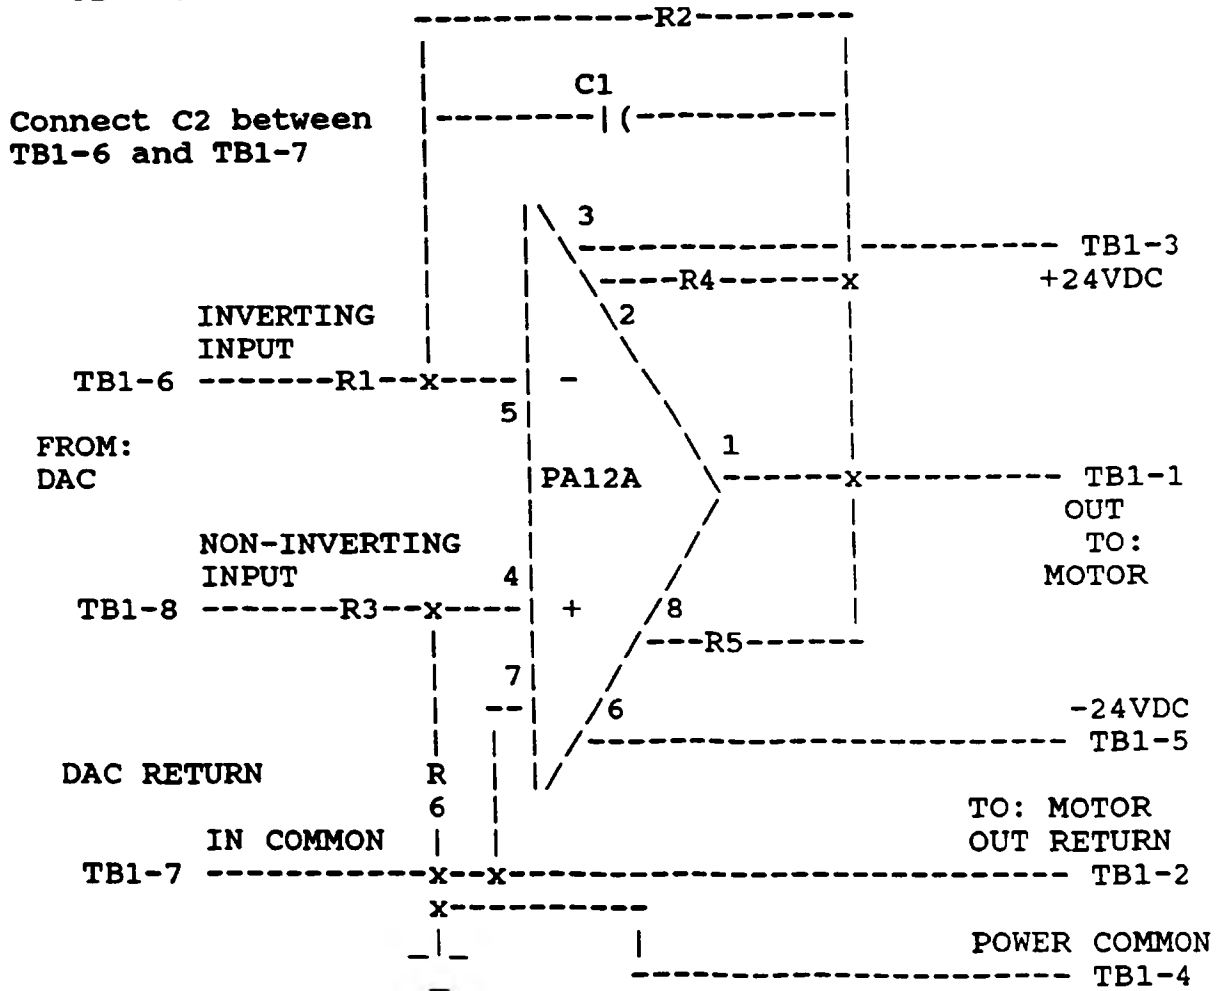 R2
C1
Connect C2 between
TB1-6 and TB1-7
3
TB1-3
R4
+24VDC
2
INVERTING
INPUT
TB1-6 R1 x - x
5
FROM:
DAC
1
PA12A
x TB1-1
OUT
TO:
MOTOR
NON-INVERTING
INPUT
4
TB1-8 R3 x + 8
R5
7
6
-24VDC
TB1-5
DAC RETURN
R
6
TO: MOTOR
OUT RETURN
IN COMMON
TB1-7 x x TB1-2
x
POWER COMMON
TB1-4